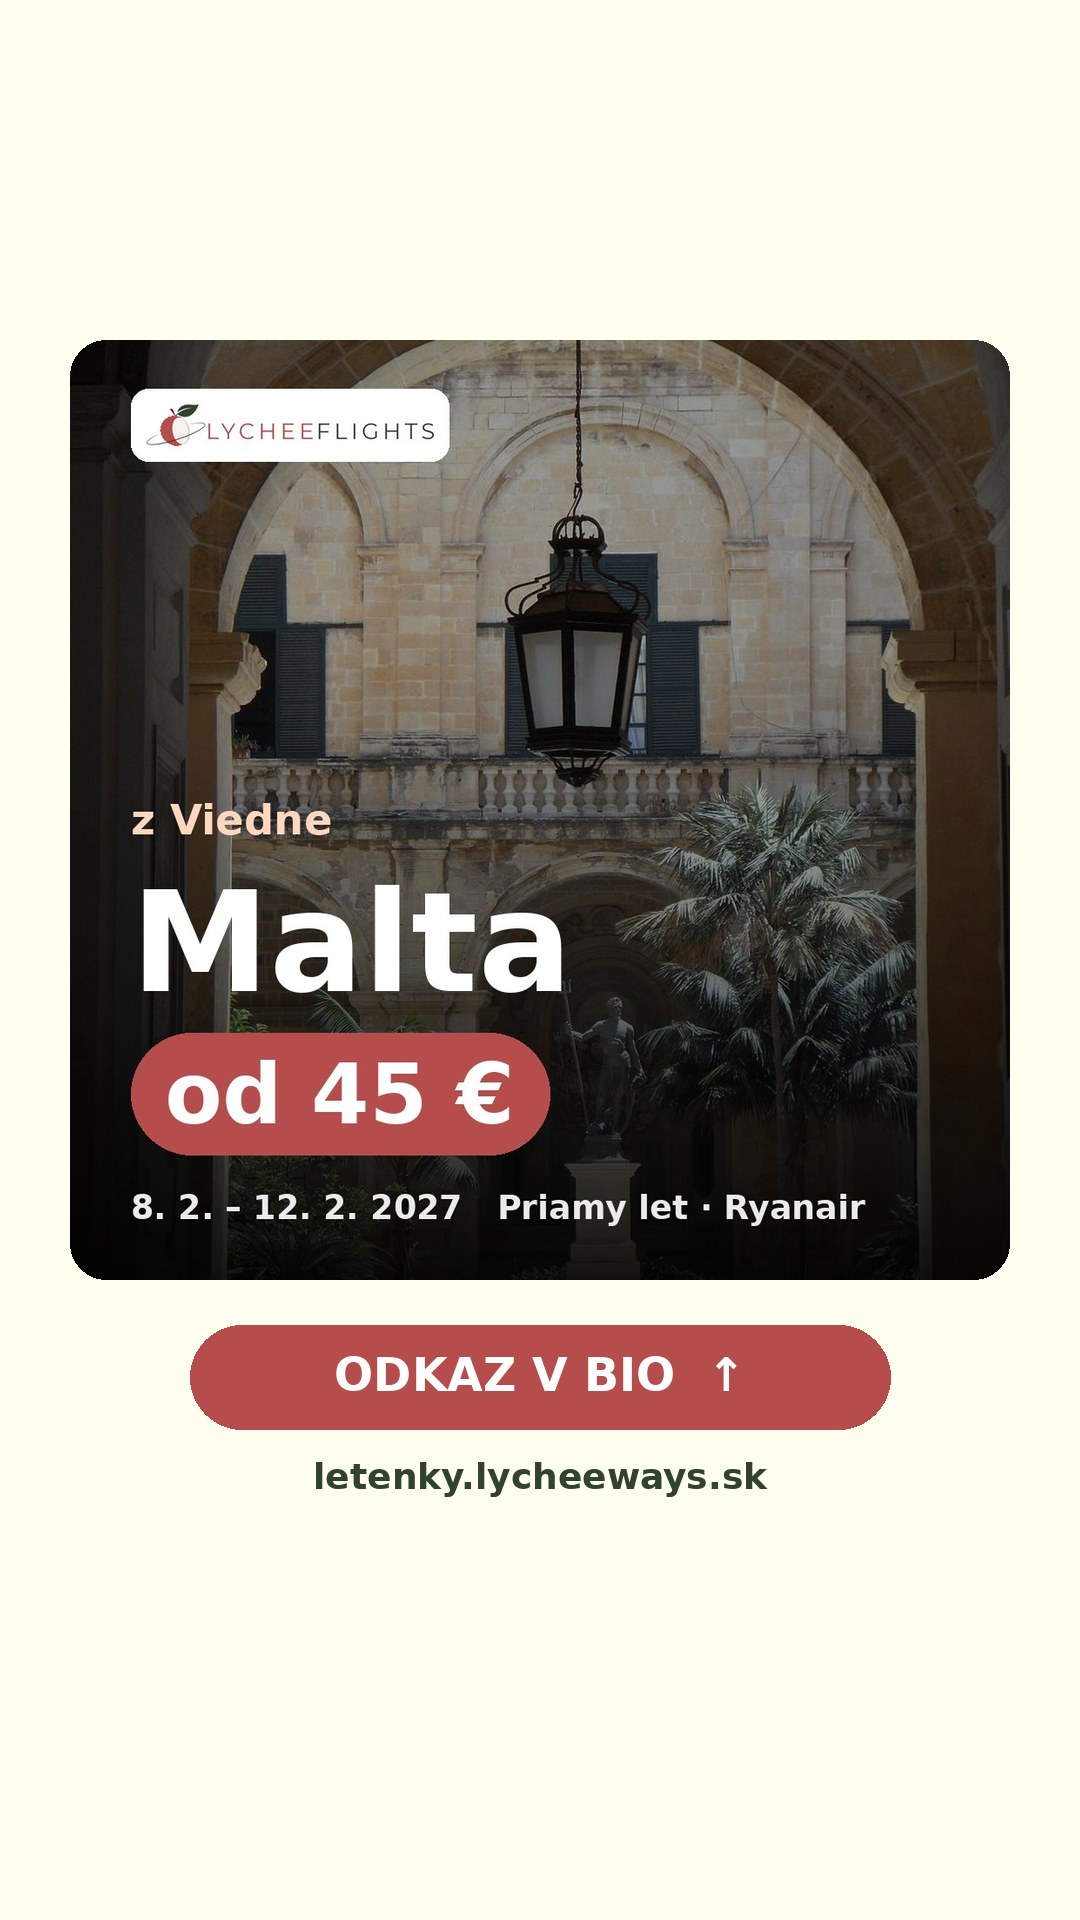 LYCHEEFLIGHTS
z Viedne
Malta
od 45 €
8. 2. – 12. 2. 2027 Priamy let · Ryanair
ODKAZ V BIO ↑
letenky.lycheeways.sk